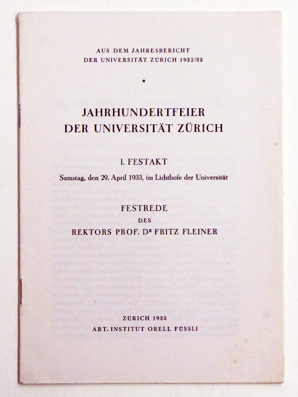 AUS DEM JAHRESBERICHT
DER UNIVERSITÄT ZÜRICH 1932/33
*
JAHRHUNDERTFEIER
DER UNIVERSITÄT ZÜRICH
I. FESTAKT
Samstag, den 29. April 1933, im Lichthofe der Universität
FESTREDE
DES
REKTORS PROF. DR FRITZ FLEINER
ZÜRICH 1933
ART. INSTITUT ORELL FÜSSLI